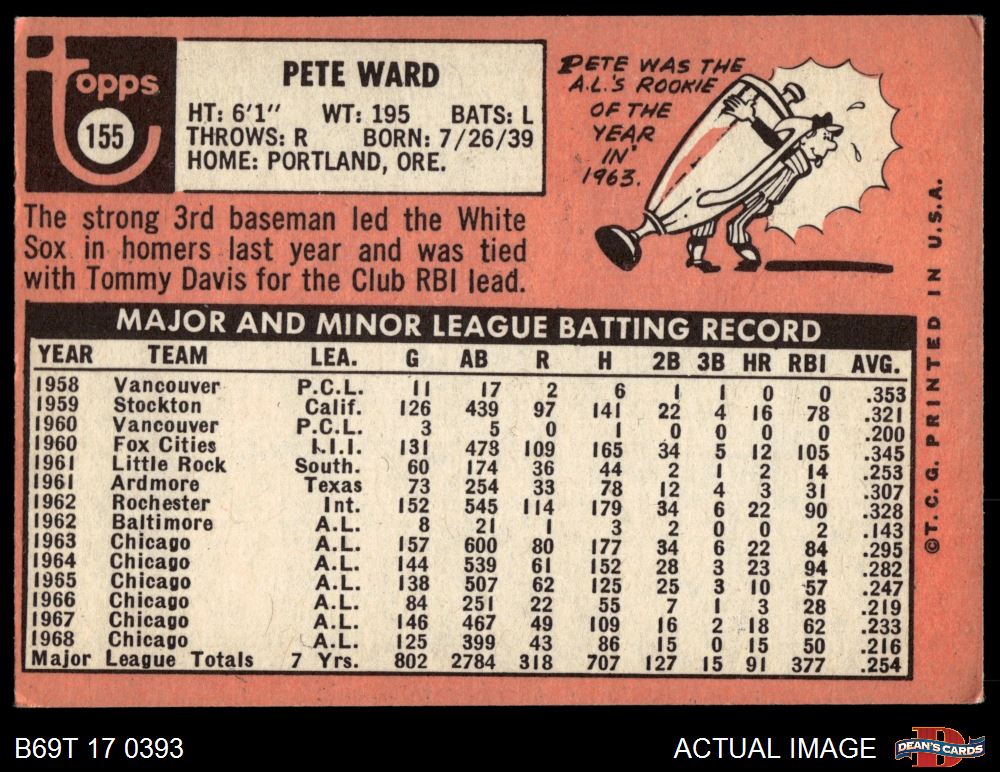 topps
155
PETE WARD
HT: 6'1" WT: 195 BATS: L
THROWS: R BORN: 7/26/39
HOME: PORTLAND, ORE.
PETE WAS THE
A.L.'S ROOKIE
OF THE
YEAR
IN
1963.
The strong 3rd baseman led the White
Sox in homers last year and was tied
with Tommy Davis for the Club RBI lead.
MAJOR AND MINOR LEAGUE BATTING RECORD
YEAR TEAM LEA. G AB R H 2B 3B HR RBI AVG.
1958 Vancouver P.C.L. 11 17 2 6 1 1 0 0 .353
1959 Stockton Calif. 126 439 97 141 22 4 16 78 .321
1960 Vancouver P.C.L. 3 5 0 1 0 0 0 0 .200
1960 Fox Cities I.I.I. 131 478 109 165 34 5 12 105 .345
1961 Little Rock South. 60 174 36 44 2 1 2 14 .253
1961 Ardmore Texas 73 254 33 78 12 4 3 31 .307
1962 Rochester Int. 152 545 114 179 34 6 22 90 .328
1962 Baltimore A.L. 8 21 1 3 2 0 0 2 .143
1963 Chicago A.L. 157 600 80 177 34 6 22 84 .295
1964 Chicago A.L. 144 539 61 152 28 3 23 94 .282
1965 Chicago A.L. 138 507 62 125 25 3 10 57 .247
1966 Chicago A.L. 84 251 22 55 7 1 3 28 .219
1967 Chicago A.L. 146 467 49 109 16 2 18 62 .233
1968 Chicago A.L. 125 399 43 86 15 0 15 50 .216
Major League Totals 7 Yrs. 802 2784 318 707 127 15 91 377 .254
©T. C. G. PRINTED IN U.S.A.
B69T 17 0393
ACTUAL IMAGE
D
DEAN'S CARDS